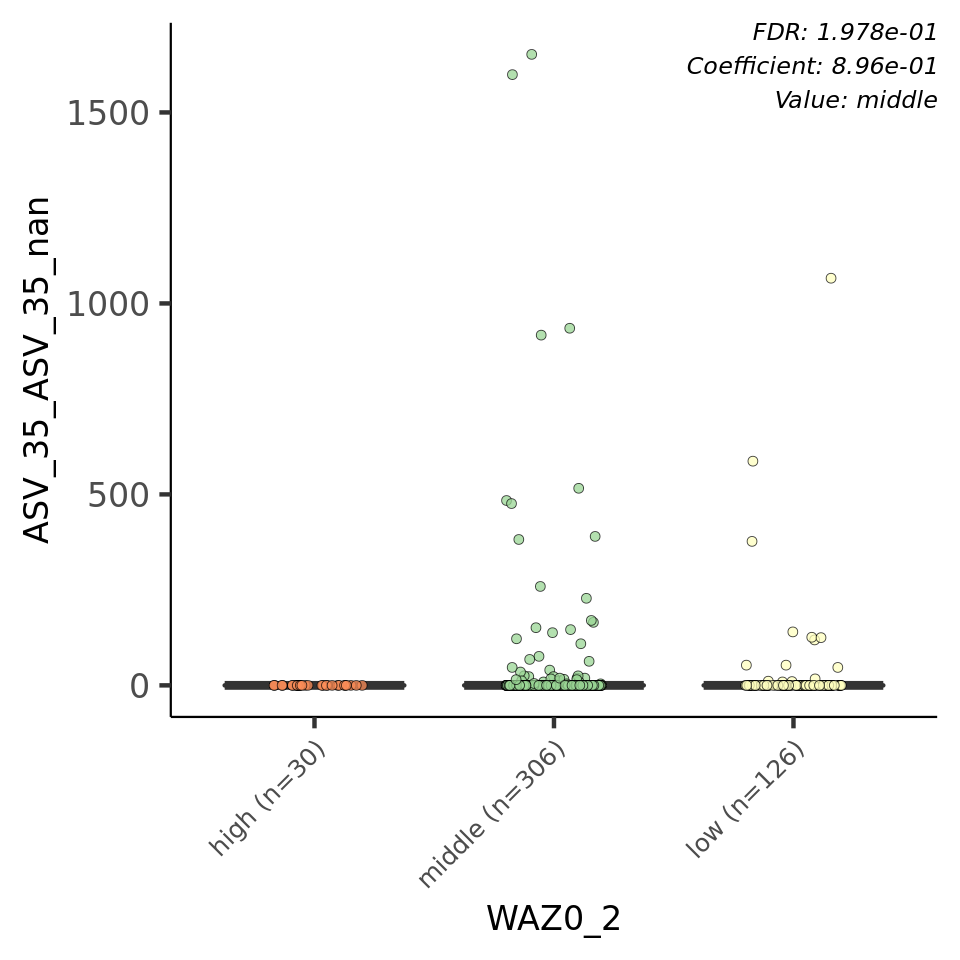 FDR: 1.978e-01
Coefficient: 8.96e-01
Value: middle
ASV_35_ASV_35_nan
1500
1000
500
0
high (n=30)
middle (n=306)
low (n=126)
WAZ0_2